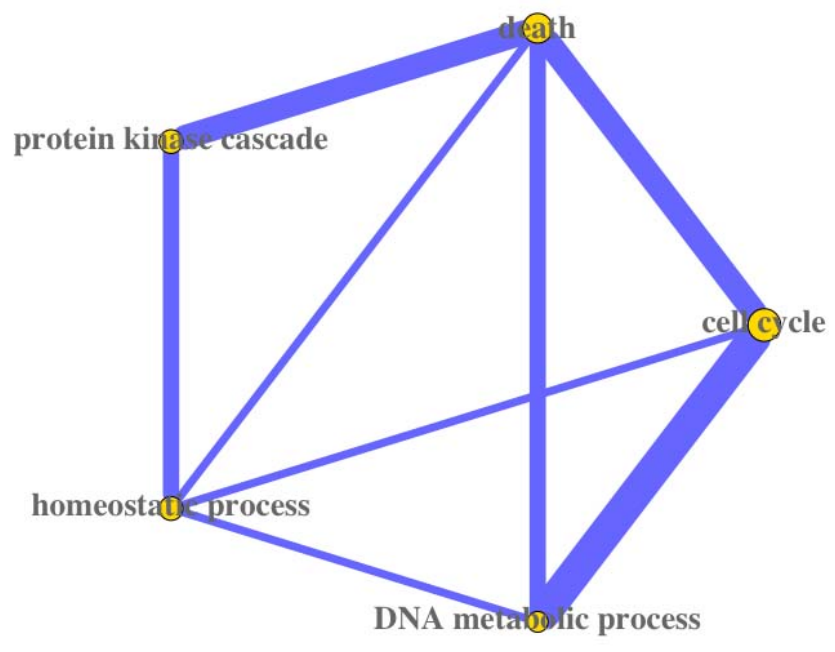 death
protein kinase cascade
cell cycle
homeostatic process
DNA metabolic process